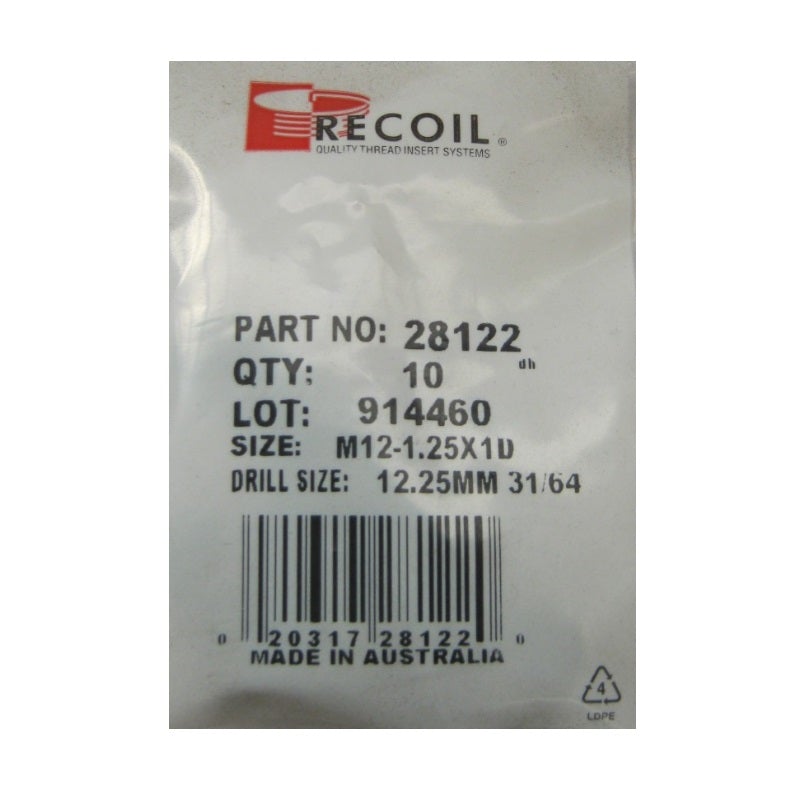 RECOIL®
QUALITY THREAD INSERT SYSTEMS
PART NO: 28122
dh
QTY: 10
LOT: 914460
SIZE: M12-1.25X1D
DRILL SIZE: 12.25MM 31/64
0 20317 28122 0
MADE IN AUSTRALIA
4
LDPE